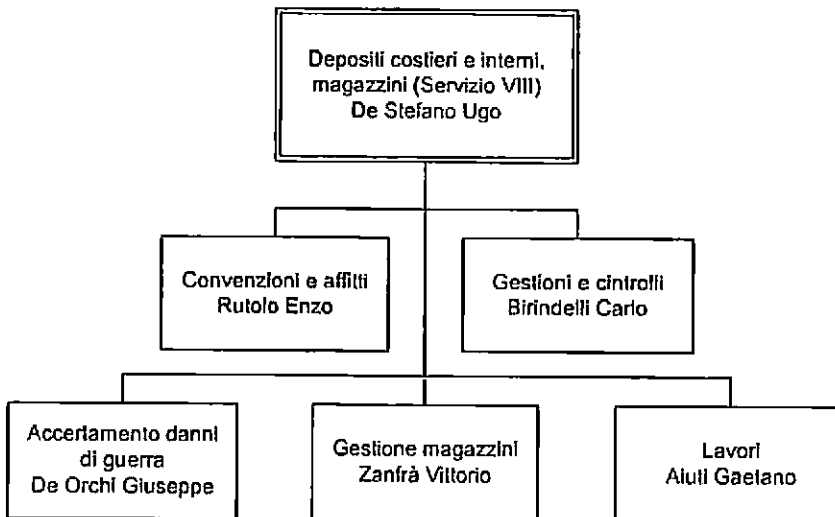 Depositi costieri e interni,
magazzini (Servizio VIII)
De Stefano Ugo
Convenzioni e affitti
Rutolo Enzo
Gestioni e cintrolli
Birindelli Carlo
Accertamento danni
di guerra
De Orchi Giuseppe
Gestione magazzini
Zanfrà Vittorio
Lavori
Aiuti Gaetano